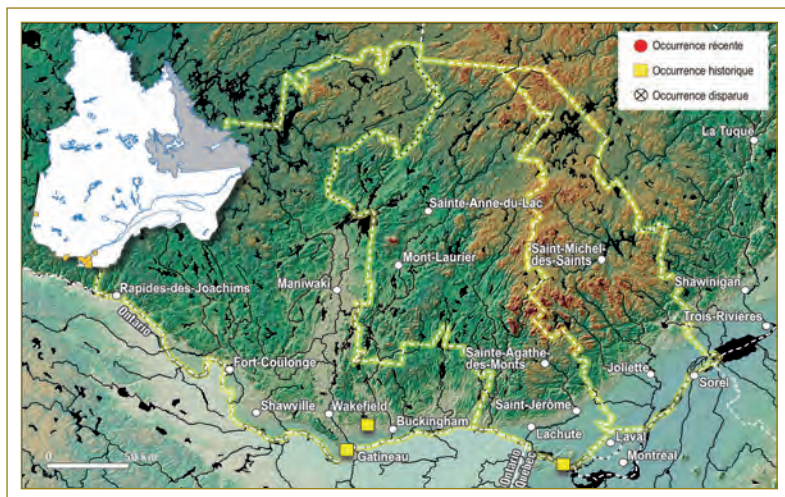 Occurrence récente
Occurrence historique
Occurrence disparue
La Tuque
Sainte-Anne-du-Lac
Saint-Michel
des-Saints
Mont-Laurier
Maniwaki
Rapides-des-Joachims
Shawinigan
Ontario
Trois-Rivières
Fort-Coulonge
Sainte-Agathe
des-Monts
Joliette
Sorel
Shawville
Wakefield
Buckingham
Saint-Jérôme
Lachute
Laval
Gatineau
Ontario
Québec
Montréal
0 50 km